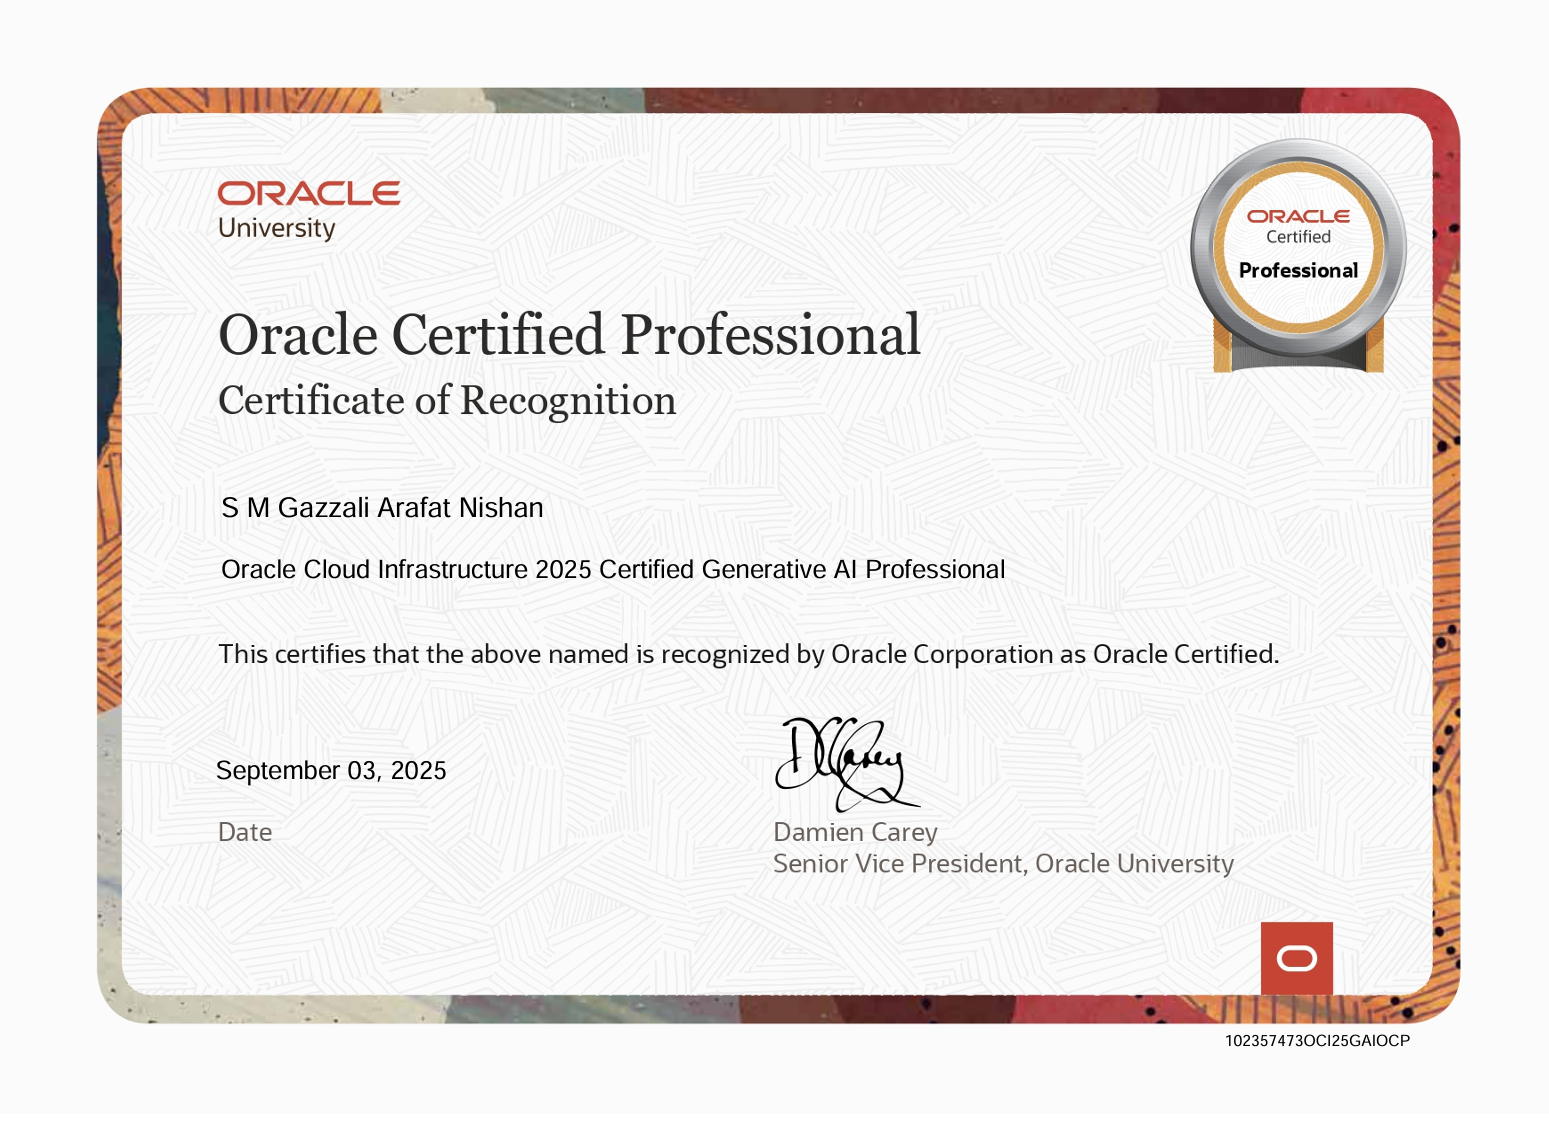 ORACLE
University
ORACLE
Certified
Professional
Oracle Certified Professional
Certificate of Recognition
S M Gazzali Arafat Nishan
Oracle Cloud Infrastructure 2025 Certified Generative AI Professional
This certifies that the above named is recognized by Oracle Corporation as Oracle Certified.
September 03, 2025
DCarey
Date
Damien Carey
Senior Vice President, Oracle University
102357473OCI25GAIOCP